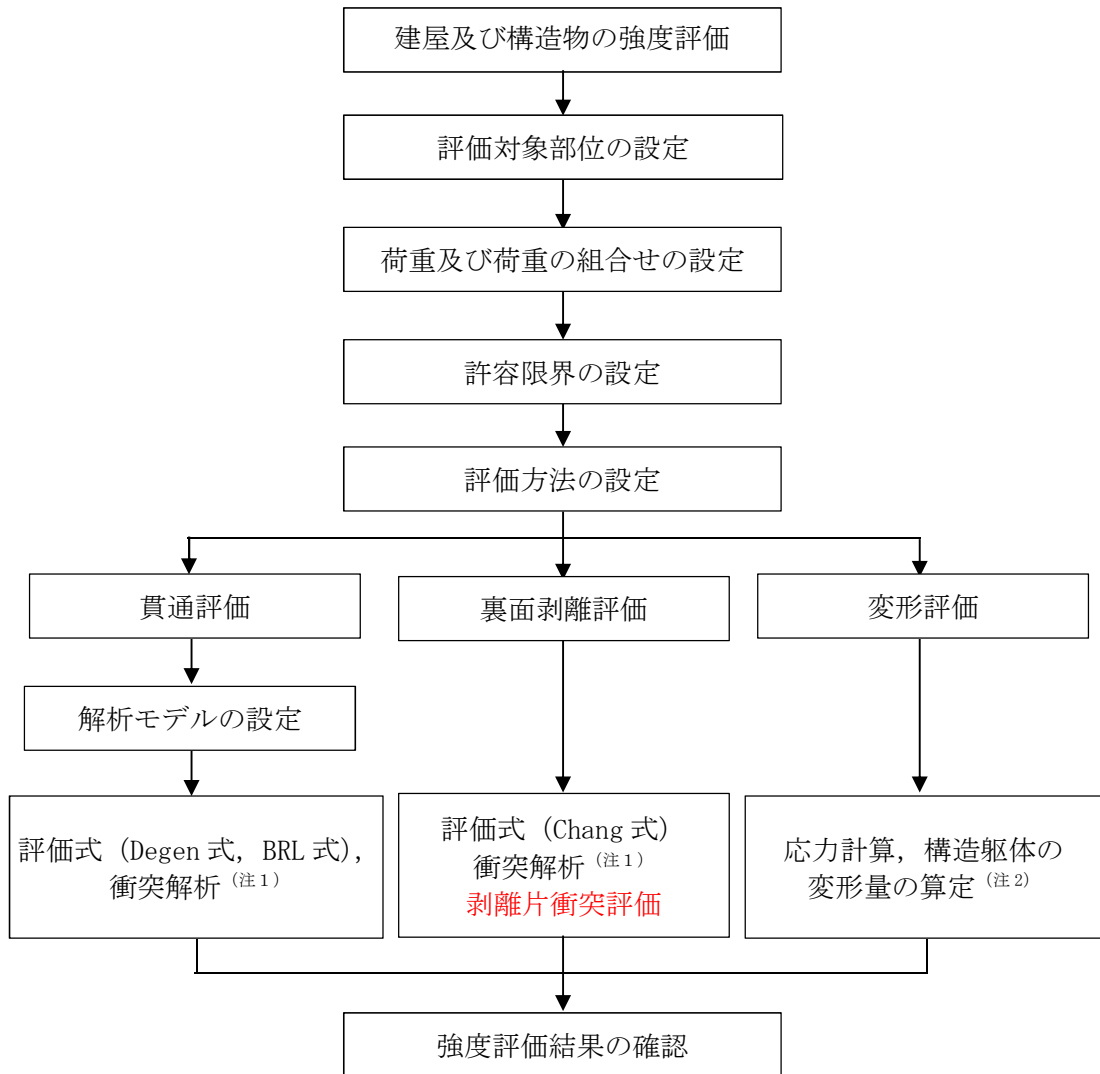 建屋及び構造物の強度評価
評価対象部位の設定
荷重及び荷重の組合せの設定
許容限界の設定
評価方法の設定
貫通評価
裏面剥離評価
変形評価
解析モデルの設定
評価式（Degen 式，BRL 式），
衝突解析（注１）
評価式（Chang 式）
衝突解析（注１）
剥離片衝突評価
応力計算，構造躯体の
変形量の算定（注２）
強度評価結果の確認